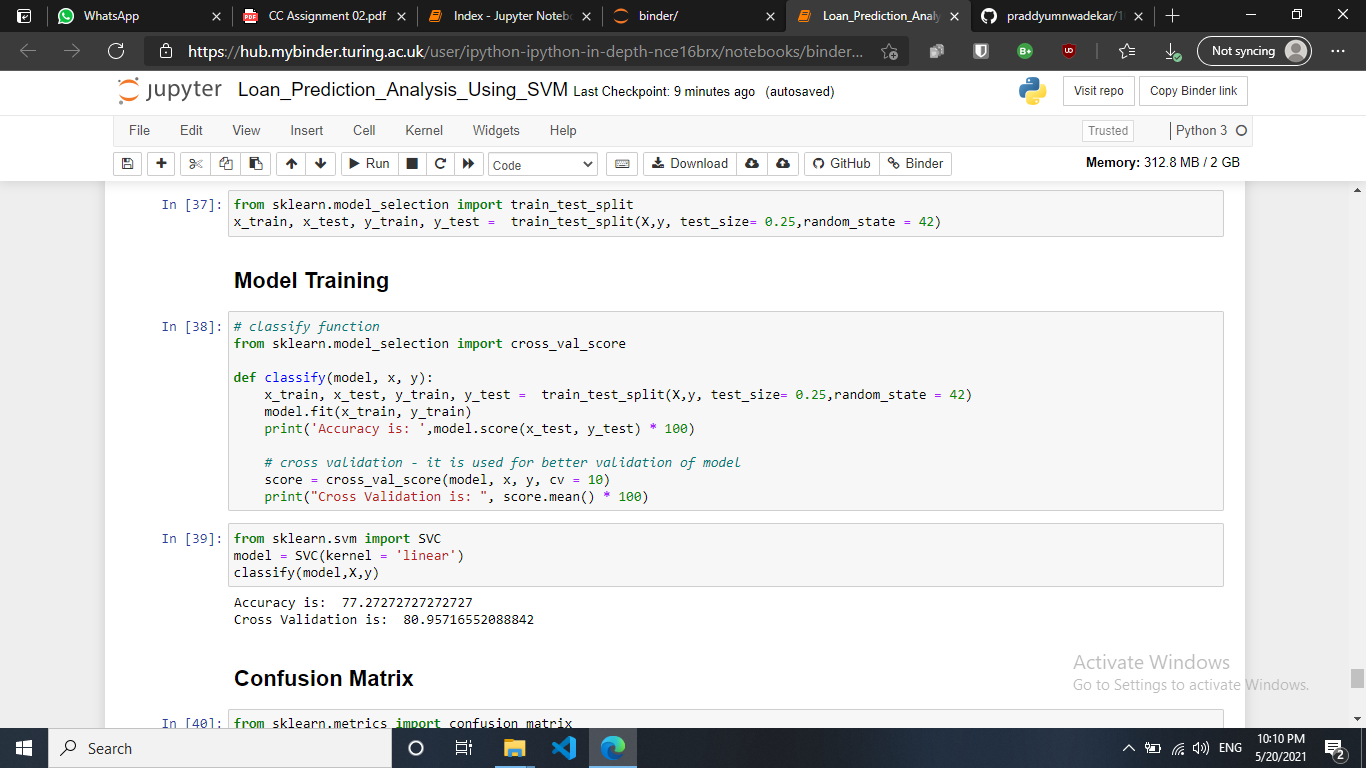 WhatsApp
CC Assignment 02.pdf
Index - Jupyter Noteb
binder/
Loan_Prediction_Analy
praddyumnwadekar/1
https://hub.mybinder.turing.ac.uk/user/ipython-ipython-in-depth-nce16brx/notebooks/binder...
Not syncing
jupyter Loan_Prediction_Analysis_Using_SVM Last Checkpoint: 9 minutes ago (autosaved)
Visit repo
Copy Binder link
File Edit View Insert Cell Kernel Widgets Help
Trusted
Python 3
Run
Code
Download
GitHub
Binder
Memory: 312.8 MB / 2 GB
In [37]: from sklearn.model_selection import train_test_split
x_train, x_test, y_train, y_test =  train_test_split(X,y, test_size= 0.25,random_state = 42)
Model Training
In [38]: # classify function
from sklearn.model_selection import cross_val_score
def classify(model, x, y):
    x_train, x_test, y_train, y_test =  train_test_split(X,y, test_size= 0.25,random_state = 42)
    model.fit(x_train, y_train)
    print('Accuracy is: ',model.score(x_test, y_test) * 100)
    # cross validation - it is used for better validation of model
    score = cross_val_score(model, x, y, cv = 10)
    print("Cross Validation is: ", score.mean() * 100)
In [39]: from sklearn.svm import SVC
model = SVC(kernel = 'linear')
classify(model,X,y)
Accuracy is:  77.27272727272727
Cross Validation is:  80.95716552088842
Confusion Matrix
In [40]: from sklearn.metrics import confusion_matrix
Activate Windows
Go to Settings to activate Windows.
Search
ENG
10:10 PM
5/20/2021
2